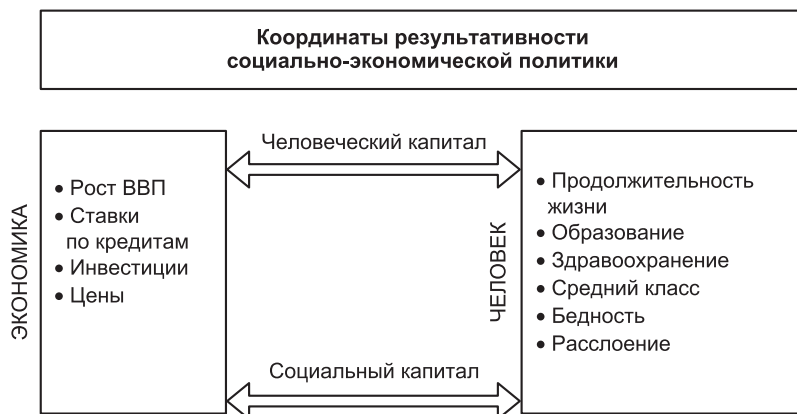 Координаты результативности
социально-экономической политики
Человеческий капитал
ЭКОНОМИКА
• Рост ВВП
• Ставки
по кредитам
• Инвестиции
• Цены
ЧЕЛОВЕК
• Продолжительность
жизни
• Образование
• Здравоохранение
• Средний класс
• Бедность
• Расслоение
Социальный капитал